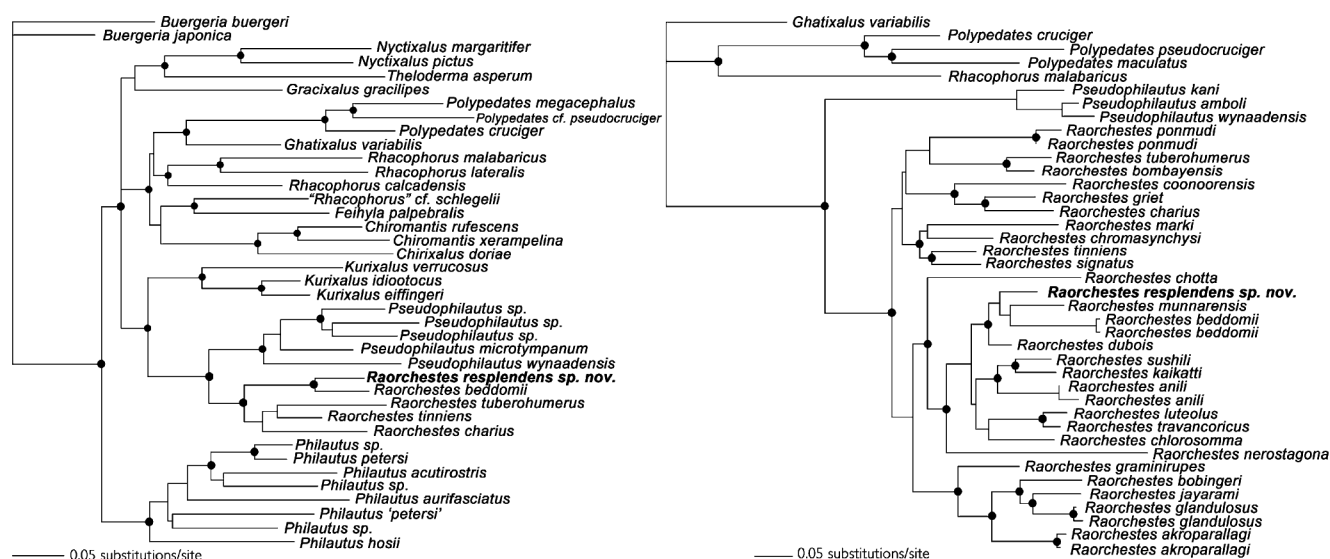 Buergeria buergeri
Buergeria japonica
Nyctixalus margaritifer
Nyctixalus pictus
Theloderma asperum
Gracixalus gracilipes
Polypedates megacephalus
Polypedates cf. pseudocruciger
Polypedates cruciger
Ghatixalus variabilis
Rhacophorus malabaricus
Rhacophorus lateralis
Rhacophorus calcadensis
“Rhacophorus” cf. schlegelii
Feihyla palpebralis
Chiromantis rufescens
Chiromantis xerampelina
Chirixalus doriae
Kurixalus verrucosus
Kurixalus idiootocus
Kurixalus eiffingeri
Pseudophilautus sp.
Pseudophilautus sp.
Pseudophilautus sp.
Pseudophilautus microtympanum
Pseudophilautus wynaadensis
Raorchestes resplendens sp. nov.
Raorchestes beddomii
Raorchestes tuberohumerus
Raorchestes tinniens
Raorchestes charius
Philautus sp.
Philautus petersi
Philautus acutirostris
Philautus sp.
Philautus aurifasciatus
Philautus ‘petersi’
Philautus sp.
Philautus hosii
0.05 substitutions/site
Ghatixalus variabilis
Polypedates cruciger
Polypedates pseudocruciger
Polypedates maculatus
Rhacophorus malabaricus
Pseudophilautus kani
Pseudophilautus amboli
Pseudophilautus wynaadensis
Raorchestes ponmudi
Raorchestes ponmudi
Raorchestes tuberohumerus
Raorchestes bombayensis
Raorchestes coonoorensis
Raorchestes griet
Raorchestes charius
Raorchestes marki
Raorchestes chromasynchysi
Raorchestes tinniens
Raorchestes signatus
Raorchestes chotta
Raorchestes resplendens sp. nov.
Raorchestes munnarensis
Raorchestes beddomii
Raorchestes beddomii
Raorchestes dubois
Raorchestes sushili
Raorchestes kaikatti
Raorchestes anili
Raorchestes anili
Raorchestes luteolus
Raorchestes travancoricus
Raorchestes chlorosomma
Raorchestes nerostagona
Raorchestes graminirupes
Raorchestes bobingeri
Raorchestes jayarami
Raorchestes glandulosus
Raorchestes glandulosus
Raorchestes akroparallagi
Raorchestes akroparallagi
0.05 substitutions/site